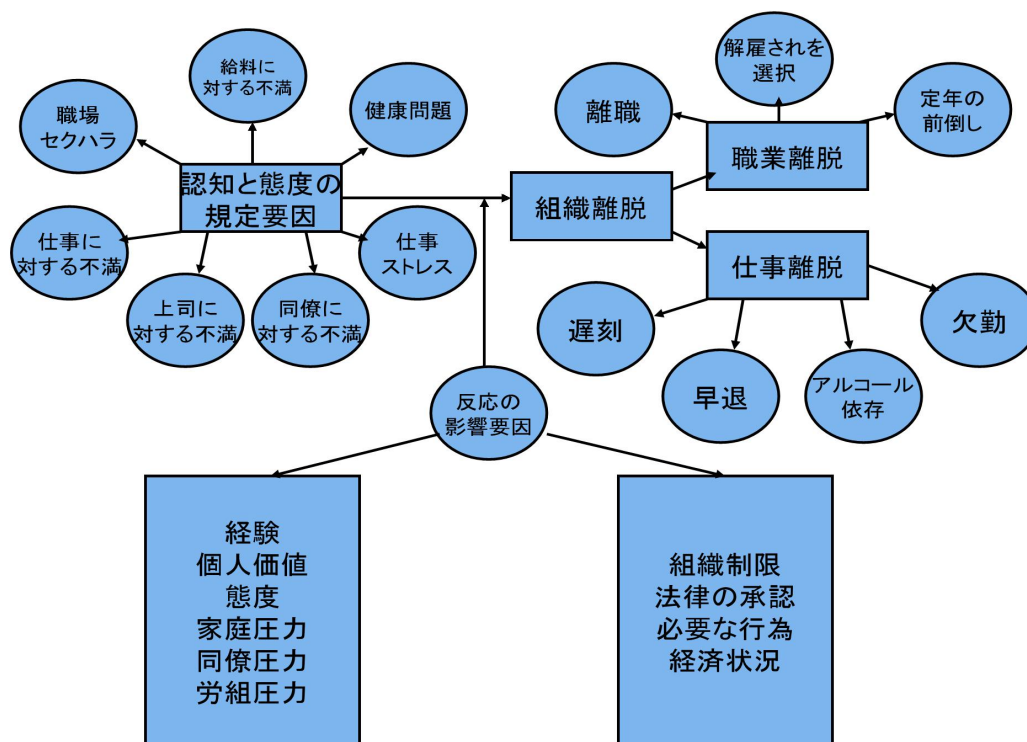 給料に
対する不満
職場
セクハラ
健康問題
認知と態度の
規定要因
仕事に
対する不満
上司に
対する不満
同僚に
対する不満
仕事
ストレス
組織離脱
離職
解雇されを
選択
定年の
前倒し
職業離脱
仕事離脱
遅刻
早退
アルコール
依存
欠勤
反応の
影響要因
経験
個人価値
態度
家庭圧力
同僚圧力
労組圧力
組織制限
法律の承認
必要な行為
経済状況